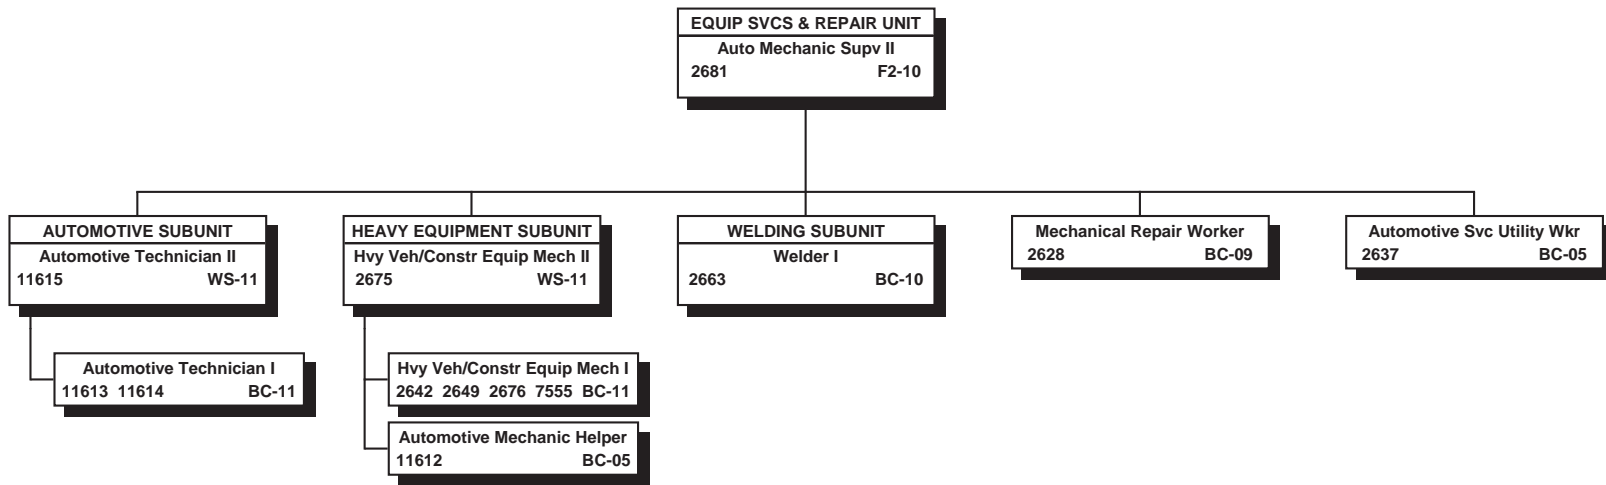 EQUIP SVCS & REPAIR UNIT
Auto Mechanic Supv II
2681 F2-10
AUTOMOTIVE SUBUNIT
Automotive Technician II
11615 WS-11
Automotive Technician I
11613 11614 BC-11
HEAVY EQUIPMENT SUBUNIT
Hvy Veh/Constr Equip Mech II
2675 WS-11
Hvy Veh/Constr Equip Mech I
2642 2649 2676 7555 BC-11
Automotive Mechanic Helper
11612 BC-05
WELDING SUBUNIT
Welder I
2663 BC-10
Mechanical Repair Worker
2628 BC-09
Automotive Svc Utility Wkr
2637 BC-05